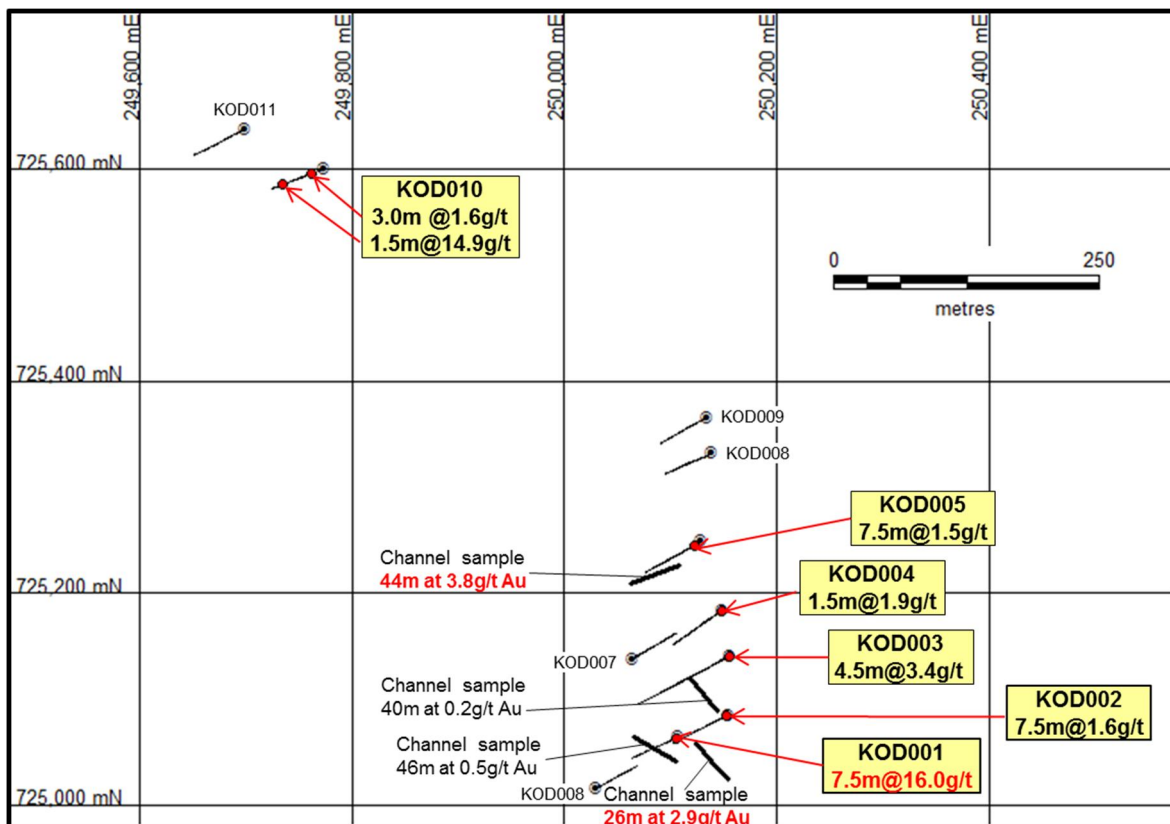 249,600 mE
249,800 mE
250,000 mE
250,200 mE
250,400 mE
KOD011
725,600 mN
KOD010
3.0m @1.6g/t
1.5m@14.9g/t
0 250
metres
725,400 mN
KOD009
KOD008
KOD005
7.5m@1.5g/t
Channel sample
44m at 3.8g/t Au
KOD004
1.5m@1.9g/t
725,200 mN
KOD003
4.5m@3.4g/t
KOD007
Channel sample
40m at 0.2g/t Au
KOD002
7.5m@1.6g/t
Channel sample
46m at 0.5g/t Au
KOD001
7.5m@16.0g/t
KOD008
Channel sample
26m at 2.9g/t Au
725,000 mN